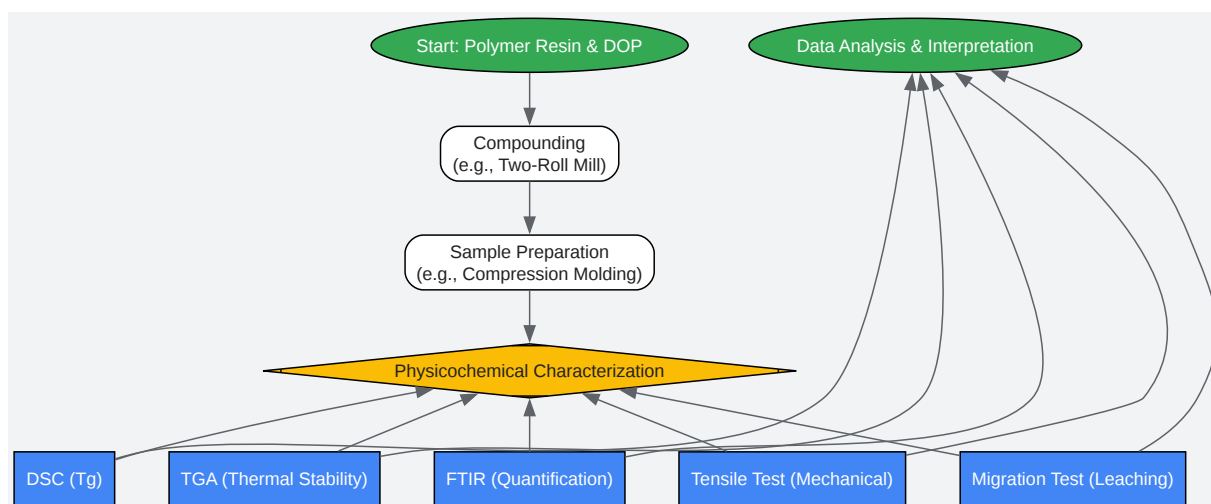 Start: Polymer Resin & DOP
Data Analysis & Interpretation
Compounding
(e.g., Two-Roll Mill)
Sample Preparation
(e.g., Compression Molding)
Physicochemical Characterization
DSC (Tg)
TGA (Thermal Stability)
FTIR (Quantification)
Tensile Test (Mechanical)
Migration Test (Leaching)